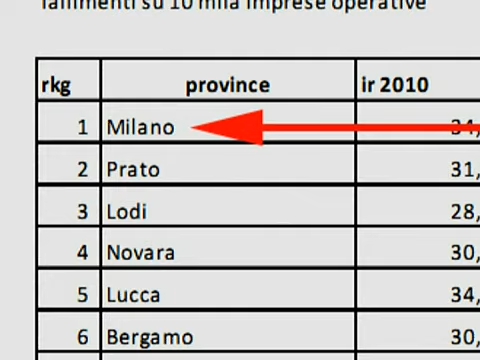 fallimenti su 10 mila imprese operative
rkg province ir 2010
1 Milano 34,
2 Prato 31,
3 Lodi 28,
4 Novara 30,
5 Lucca 34,
6 Bergamo 30,